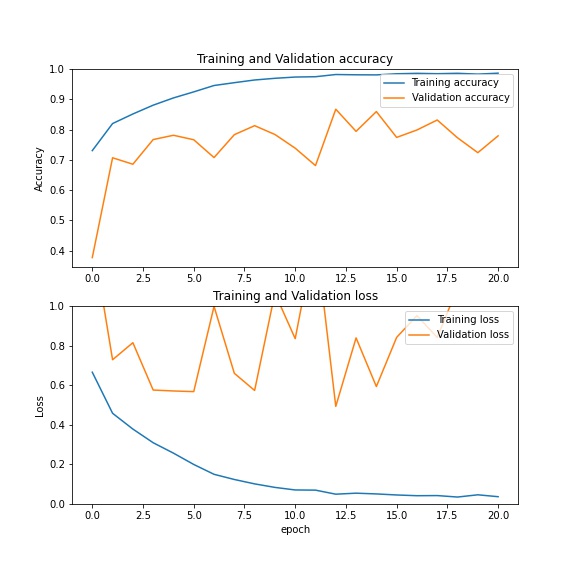 Training and Validation accuracy
1.0
0.9
0.8
0.7
0.6
0.5
0.4
Accuracy
Training accuracy
Validation accuracy
0.0 2.5 5.0 7.5 10.0 12.5 15.0 17.5 20.0
Training and Validation loss
1.0
0.8
0.6
0.4
0.2
0.0
Loss
Training loss
Validation loss
0.0 2.5 5.0 7.5 10.0 12.5 15.0 17.5 20.0
epoch